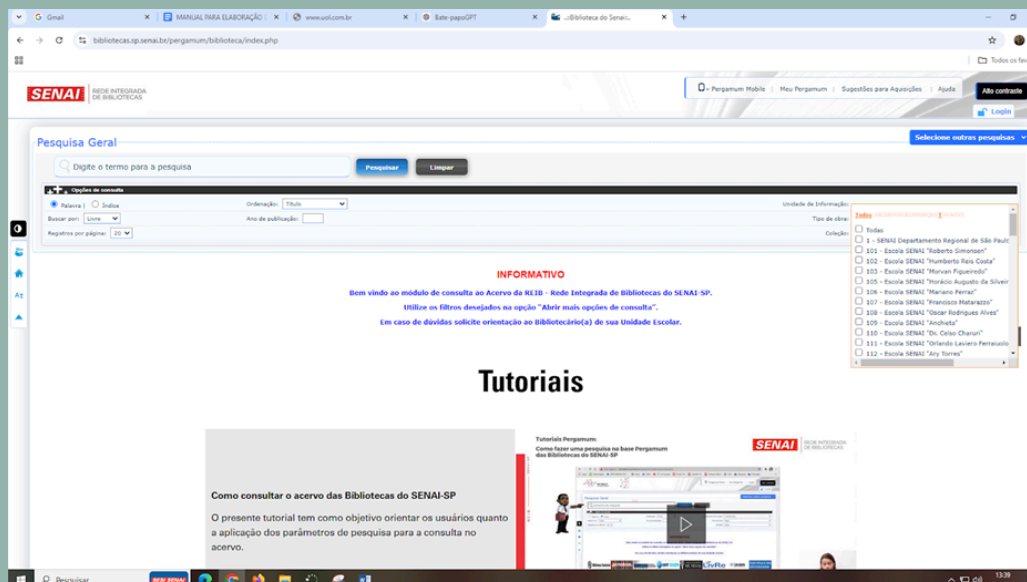 Gmail
MANUAL PARA ELABORAÇÃO
www.uol.com.br
Bate-papoGPT
..::Biblioteca do Senai::..
bibliotecas.sp.senai.br/pergamum/biblioteca/index.php
Todos os fav
SENAI REDE INTEGRADA
DE BIBLIOTECAS
Pergamum Mobile | Meu Pergamum | Sugestões para Aquisições | Ajuda
Alto contraste
Login
Pesquisa Geral
Selecione outras pesquisas
Digite o termo para a pesquisa
Pesquisar
Limpar
Opções de consulta
Palavra | Índice
Ordenação: Título
Unidade de Informação:
Buscar por: Livre
Ano de publicação:
Tipo de obra:
Registros por página: 20
Coleção:
Todas
Todas
1 - SENAI Departamento Regional de São Paulo
101 - Escola SENAI "Roberto Simonsen"
102 - Escola SENAI "Humberto Reis Costa"
103 - Escola SENAI "Morvan Figueiredo"
105 - Escola SENAI "Horácio Augusto da Silveir
106 - Escola SENAI "Mariano Ferraz"
107 - Escola SENAI "Francisco Matarazzo"
108 - Escola SENAI "Oscar Rodrigues Alves"
109 - Escola SENAI "Anchieta"
110 - Escola SENAI "Dr. Celso Charuri"
111 - Escola SENAI "Orlando Laviero Ferraiuolo
112 - Escola SENAI "Ary Torres"
INFORMATIVO
Bem vindo ao módulo de consulta ao Acervo da REIB - Rede Integrada de Bibliotecas do SENAI-SP.
Utilize os filtros desejados na opção "Abrir mais opções de consulta".
Em caso de dúvidas solicite orientação ao Bibliotecário(a) de sua Unidade Escolar.
Tutoriais
Como consultar o acervo das Bibliotecas do SENAI-SP
O presente tutorial tem como objetivo orientar os usuários quanto
a aplicação dos parâmetros de pesquisa para a consulta no
acervo.
Tutoriais Pergamum:
Como fazer uma pesquisa na base Pergamum
das Bibliotecas do SENAI-SP
SENAI REDE INTEGRADA
DE BIBLIOTECAS
Pesquisa Geral
Pesquisar
13:39